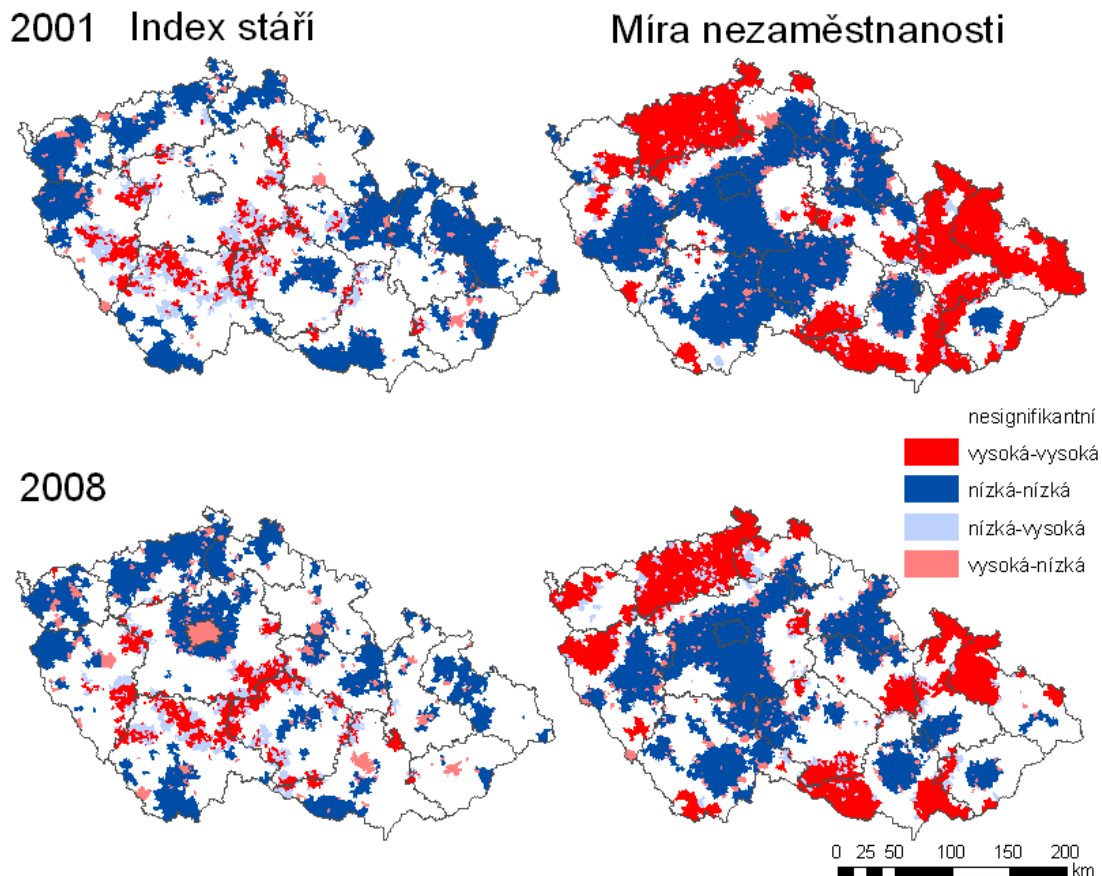 2001 Index stáří
Míra nezaměstnanosti
nesignifikantní
vysoká-vysoká
nízká-nízká
nízká-vysoká
vysoká-nízká
2008
0 25 50 100 150 200
km